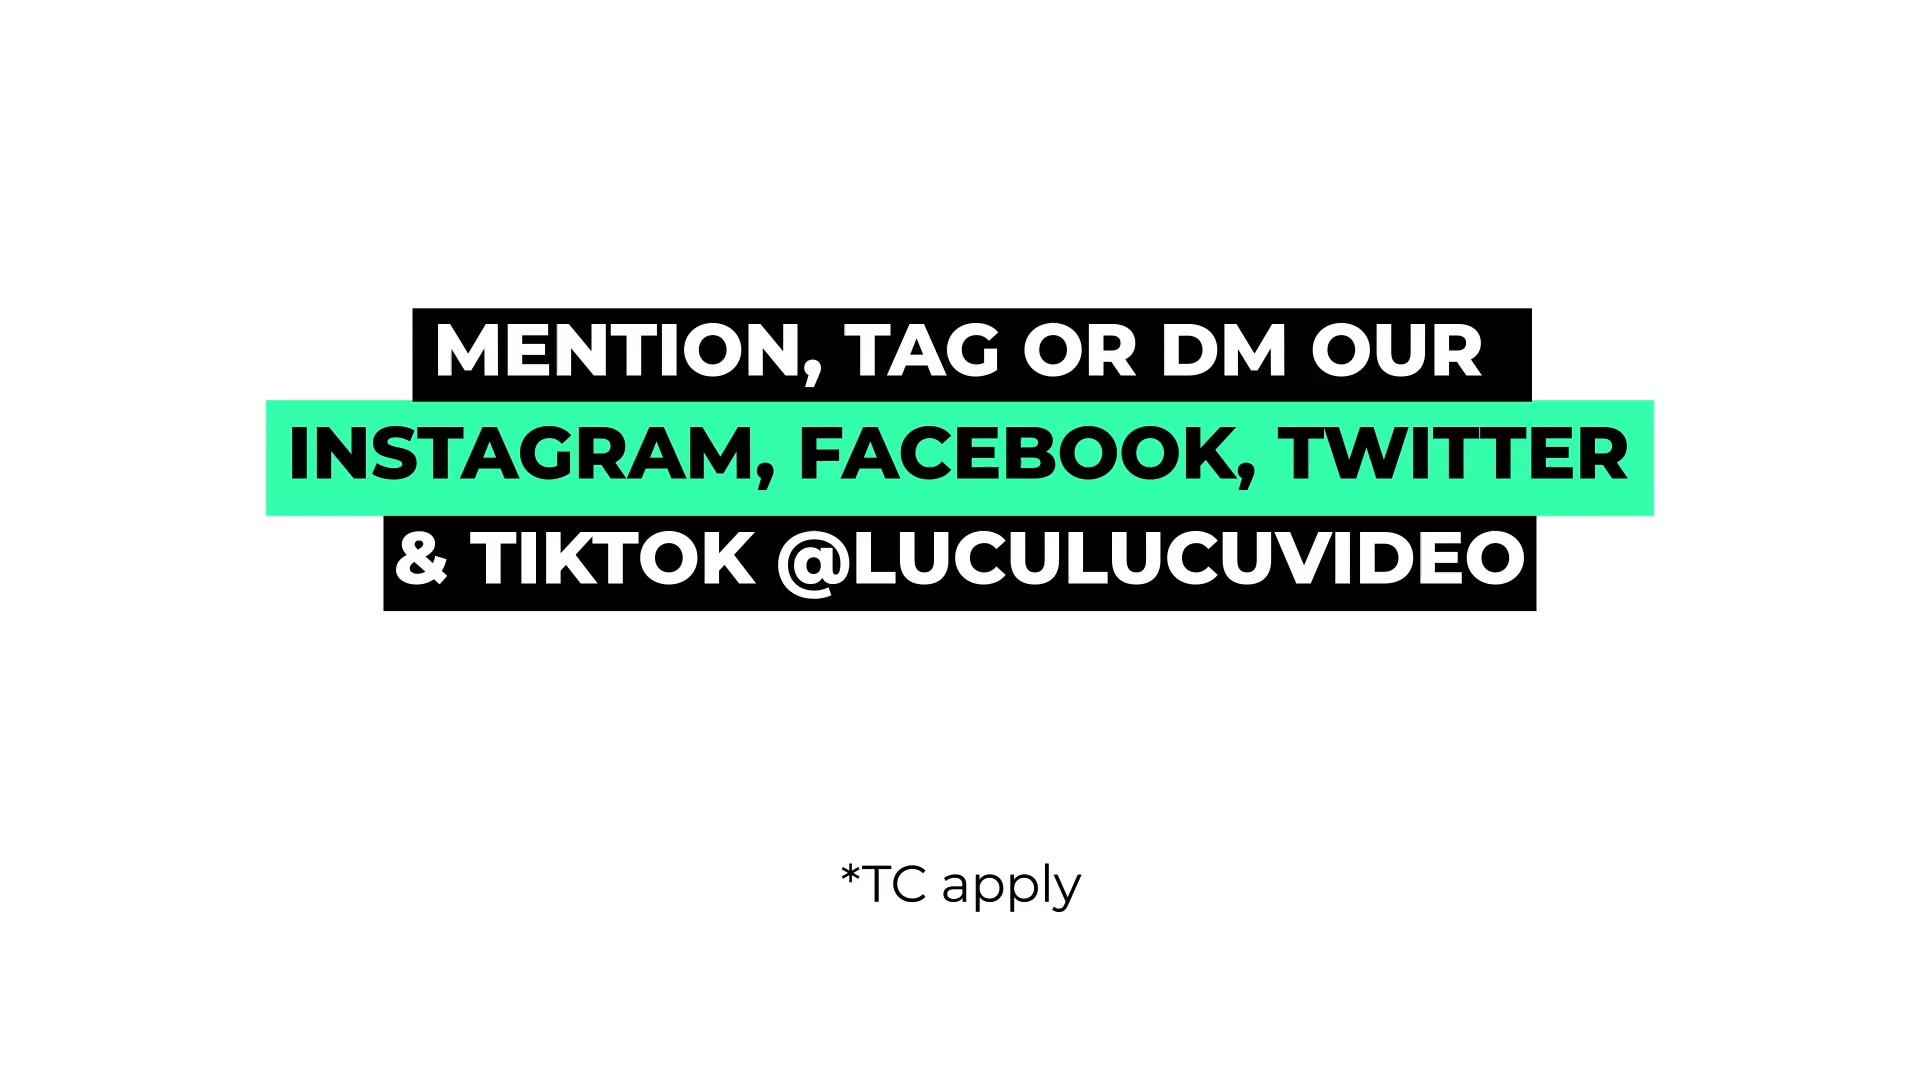 MENTION, TAG OR DM OUR
INSTAGRAM, FACEBOOK, TWITTER
& TIKTOK @LUCULUCUVIDEO
*TC apply